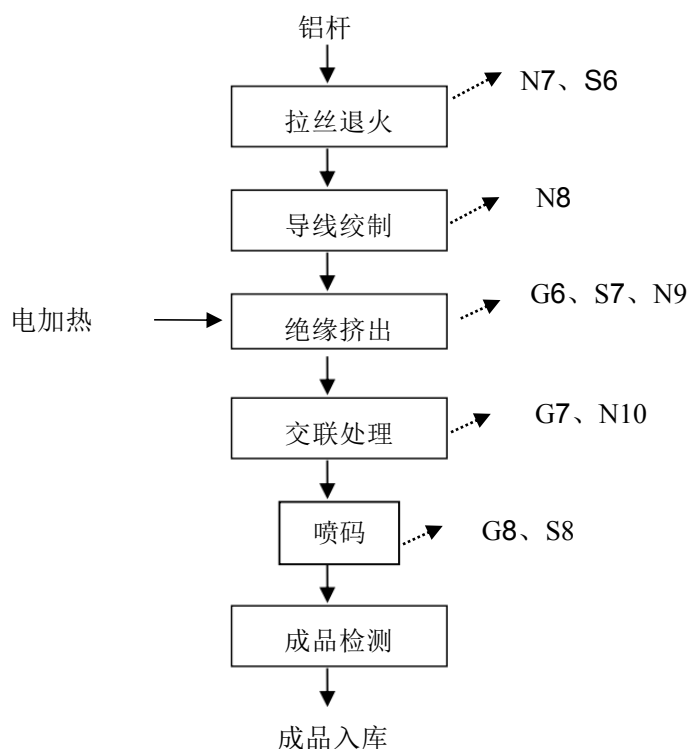 铝杆
N7、S6
拉丝退火
N8
导线绞制
G6、S7、N9
电加热
绝缘挤出
G7、N10
交联处理
喷码
G8、S8
成品检测
成品入库